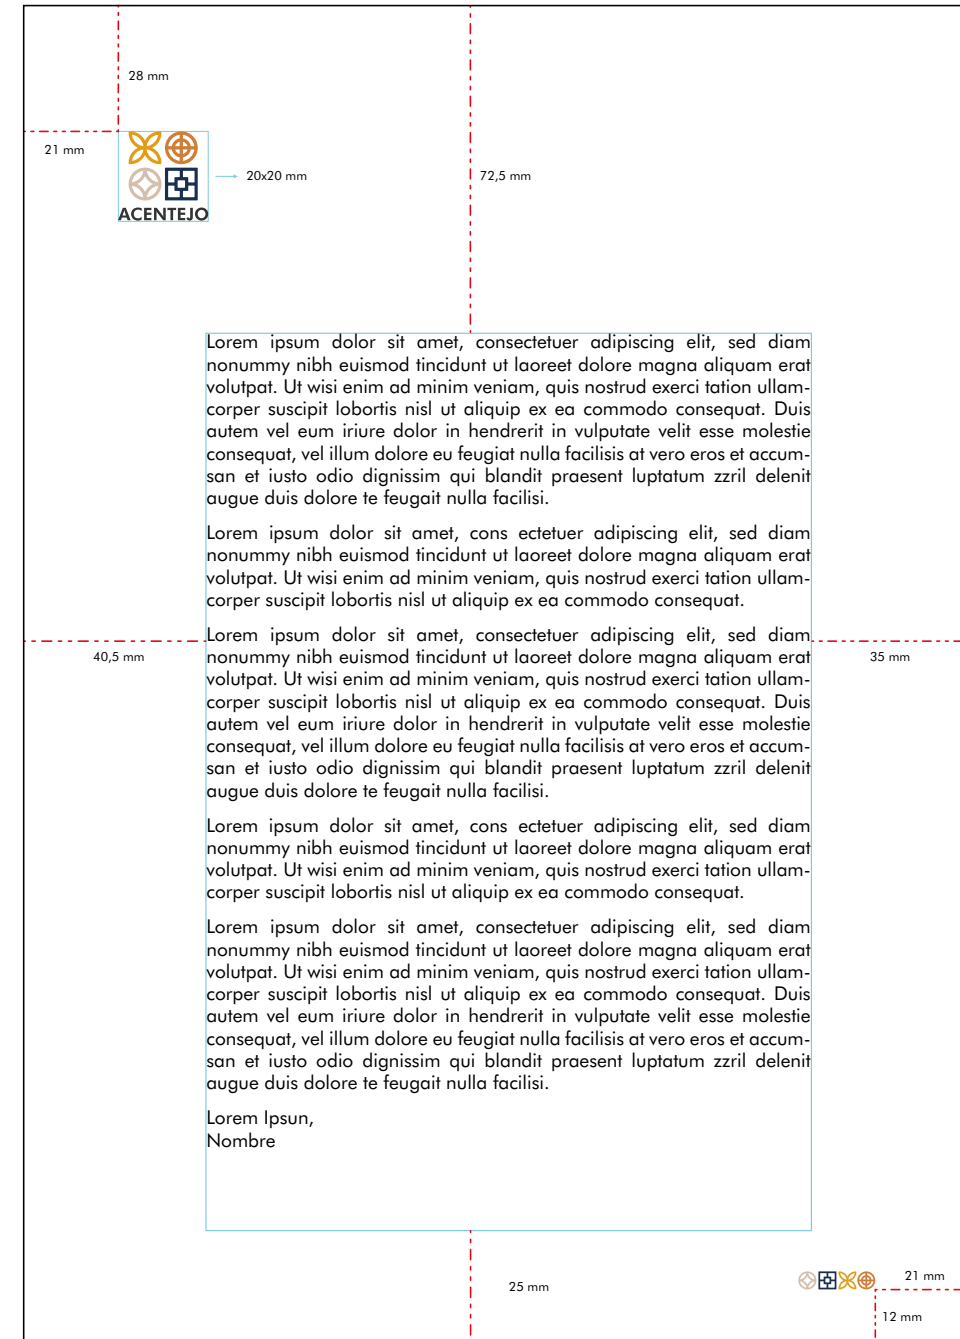 28 mm
21 mm
20x20 mm
72,5 mm
ACENTEJO
Lorem ipsum dolor sit amet, consectetuer adipiscing elit, sed diam
nonummy nibh euismod tincidunt ut laoreet dolore magna aliquam erat
volutpat. Ut wisi enim ad minim veniam, quis nostrud exerci tation ullam-
corper suscipit lobortis nisl ut aliquip ex ea commodo consequat. Duis
autem vel eum iriure dolor in hendrerit in vulputate velit esse molestie
consequat, vel illum dolore eu feugiat nulla facilisis at vero eros et accum-
san et iusto odio dignissim qui blandit praesent luptatum zzril delenit
augue duis dolore te feugait nulla facilisi.
Lorem ipsum dolor sit amet, cons ectetuer adipiscing elit, sed diam
nonummy nibh euismod tincidunt ut laoreet dolore magna aliquam erat
volutpat. Ut wisi enim ad minim veniam, quis nostrud exerci tation ullam-
corper suscipit lobortis nisl ut aliquip ex ea commodo consequat.
Lorem ipsum dolor sit amet, consectetuer adipiscing elit, sed diam
nonummy nibh euismod tincidunt ut laoreet dolore magna aliquam erat
volutpat. Ut wisi enim ad minim veniam, quis nostrud exerci tation ullam-
corper suscipit lobortis nisl ut aliquip ex ea commodo consequat. Duis
autem vel eum iriure dolor in hendrerit in vulputate velit esse molestie
consequat, vel illum dolore eu feugiat nulla facilisis at vero eros et accum-
san et iusto odio dignissim qui blandit praesent luptatum zzril delenit
augue duis dolore te feugait nulla facilisi.
40,5 mm
35 mm
Lorem ipsum dolor sit amet, cons ectetuer adipiscing elit, sed diam
nonummy nibh euismod tincidunt ut laoreet dolore magna aliquam erat
volutpat. Ut wisi enim ad minim veniam, quis nostrud exerci tation ullam-
corper suscipit lobortis nisl ut aliquip ex ea commodo consequat.
Lorem ipsum dolor sit amet, consectetuer adipiscing elit, sed diam
nonummy nibh euismod tincidunt ut laoreet dolore magna aliquam erat
volutpat. Ut wisi enim ad minim veniam, quis nostrud exerci tation ullam-
corper suscipit lobortis nisl ut aliquip ex ea commodo consequat. Duis
autem vel eum iriure dolor in hendrerit in vulputate velit esse molestie
consequat, vel illum dolore eu feugiat nulla facilisis at vero eros et accum-
san et iusto odio dignissim qui blandit praesent luptatum zzril delenit
augue duis dolore te feugait nulla facilisi.
Lorem Ipsun,
Nombre
25 mm
21 mm
12 mm